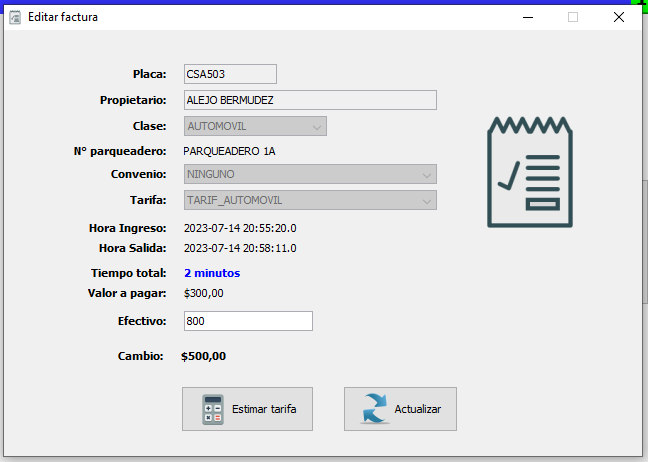 Editar factura
Placa: CSA503
Propietario: ALEJO BERMUDEZ
Clase: AUTOMOVIL
N° parqueadero: PARQUEADERO 1A
Convenio: NINGUNO
Tarifa: TARIF_AUTOMOVIL
Hora Ingreso: 2023-07-14 20:55:20.0
Hora Salida: 2023-07-14 20:58:11.0
Tiempo total: 2 minutos
Valor a pagar: $300,00
Efectivo: 800
Cambio: $500,00
Estimar tarifa Actualizar